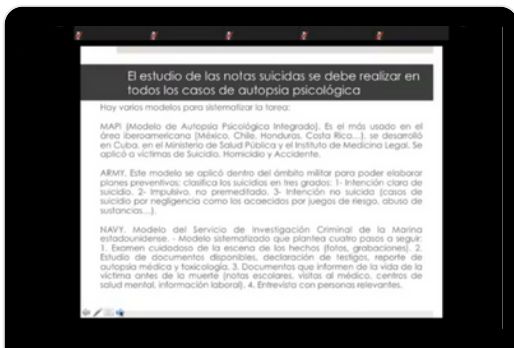 El estudio de las notas suicidas se debe realizar en
todos los casos de autopsia psicológica
Hay varios modelos para sistematizar la tarea:
MAPI (Modelo de Autopsia Psicológica Integrado). Es el más usado en el
área iberoamericana (México, Chile, Honduras, Costa Rica...), se desarrolló
en Cuba, en el Ministerio de Salud Pública y el Instituto de Medicina Legal. Se
aplicó a víctimas de Suicidio, Homicidio y Accidente.
ARMY. Este modelo se aplicó dentro del ámbito militar para poder elaborar
planes preventivos; clasifica los suicidios en tres grados: 1- Intención clara de
suicidio, 2- Impulsivo, no premeditado, 3- Intención no suicida (casos de
suicidio por negligencia como los acaecidos por juegos de riesgo, abuso de
sustancias...).
NAVY. Modelo del Servicio de Investigación Criminal de la Marina
estadounidense. - Modelo sistematizado que plantea cuatro pasos a seguir:
1. Examen cuidadoso de la escena de los hechos (fotos, grabaciones). 2.
Estudio de documentos disponibles, declaración de testigos, reporte de
autopsia médica y toxicología. 3. Documentos que informen de la vida de la
víctima antes de la muerte (notas escolares, visitas al médico, centros de
salud mental, información laboral). 4. Entrevista con personas relevantes.